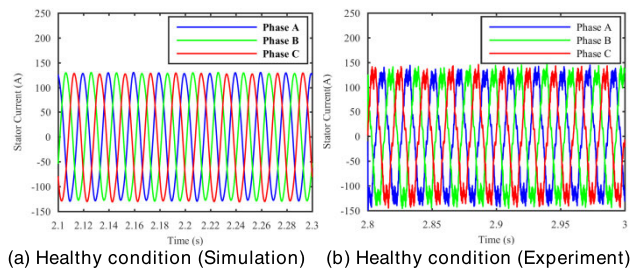 250
200
150
100
50
0
-50
-100
-150
Stator Current (A)
Phase A
Phase B
Phase C
2.1 2.12 2.14 2.16 2.18 2.2 2.22 2.24 2.26 2.28 2.3
Time (s)
(a) Healthy condition (Simulation)
250
200
150
100
50
0
-50
-100
-150
Stator Current(A)
Phase A
Phase B
Phase C
2.8 2.85 2.9 2.95 3
Time (s)
(b) Healthy condition (Experiment)